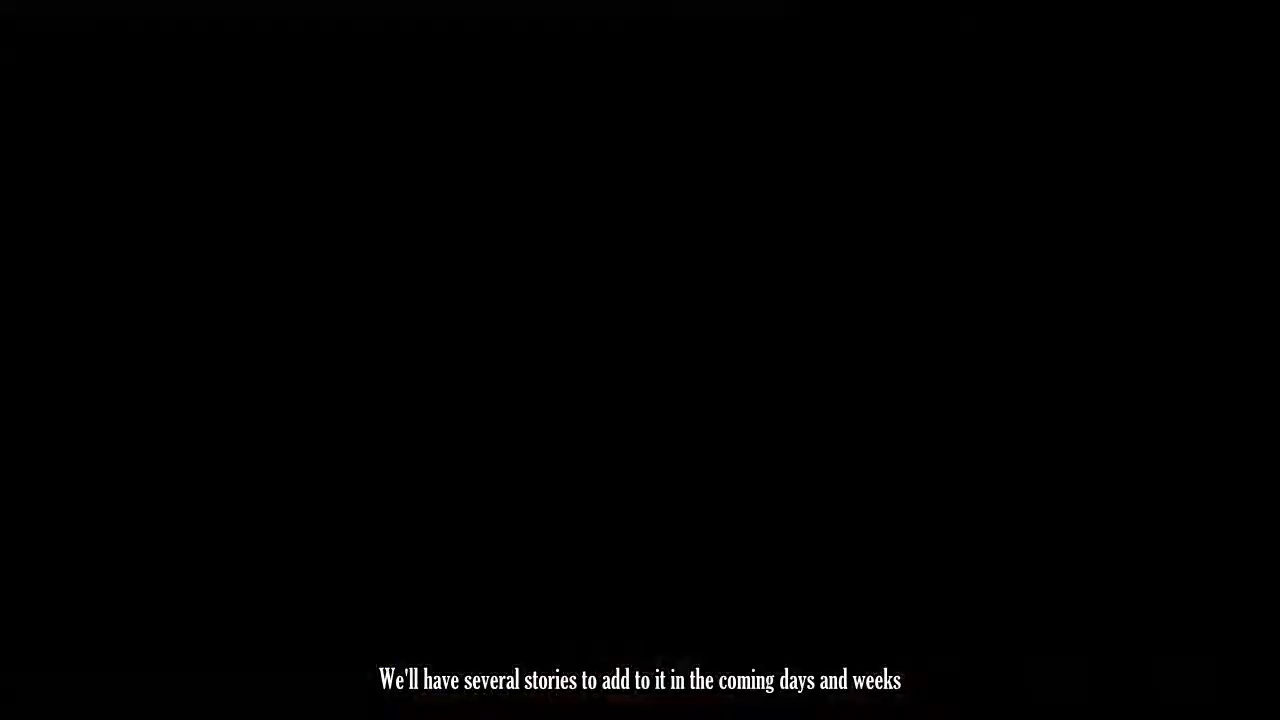 We'll have several stories to add to it in the coming days and weeks